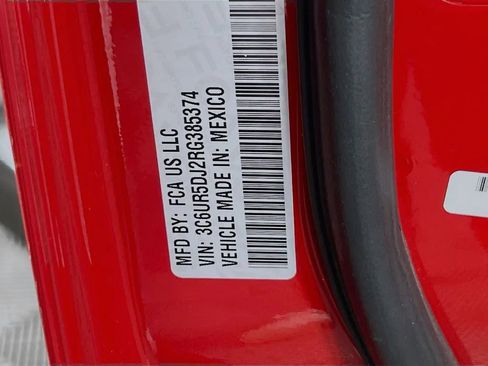 MFD BY: FCA US LLC
VIN: 3C6UR5DJ2RG385374
VEHICLE MADE IN: MEXICO